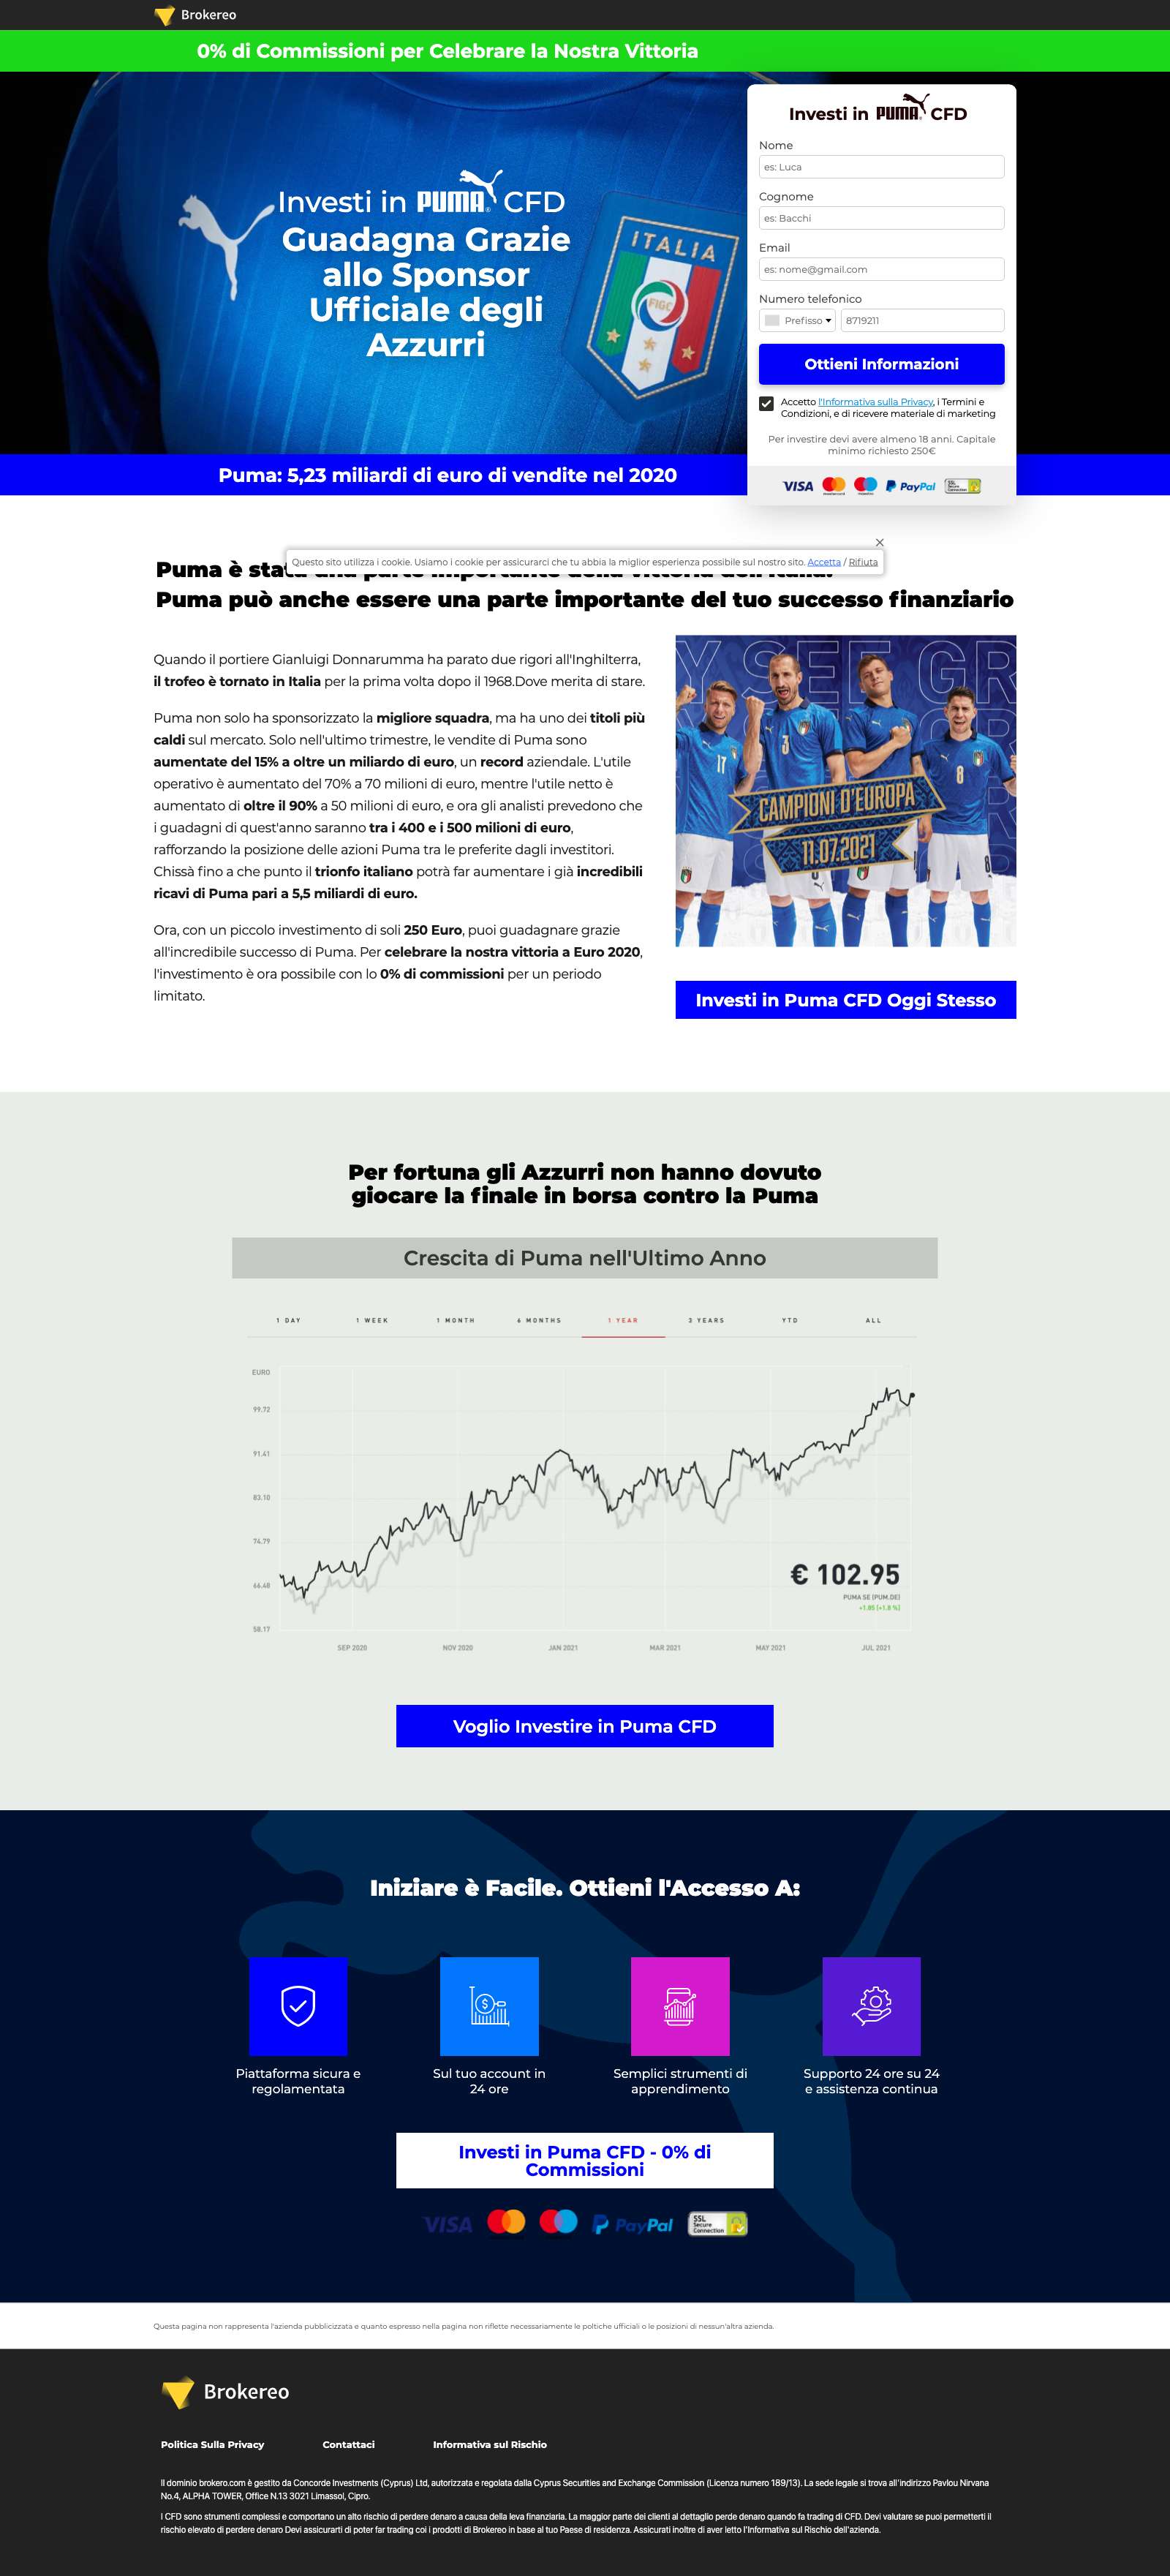 Brokereo
0% di Commissioni per Celebrare la Nostra Vittoria
Investi in PUMA CFD
Guadagna Grazie
allo Sponsor
Ufficiale degli
Azzurri
ITALIA
FIGC
Investi in PUMA CFD
Nome
es: Luca
Cognome
es: Bacchi
Email
es: nome@gmail.com
Numero telefonico
Prefisso
8719211
Ottieni Informazioni
Accetto l'Informativa sulla Privacy, i Termini e
Condizioni, e di ricevere materiale di marketing
Per investire devi avere almeno 18 anni. Capitale
minimo richiesto 250€
VISA PayPal SSL Secure Connection
Puma: 5,23 miliardi di euro di vendite nel 2020
Questo sito utilizza i cookie. Usiamo i cookie per assicurarci che tu abbia la miglior esperienza possibile sul nostro sito. Accetta / Rifiuta
Puma è stata una parte importante della vittoria dell'Italia.
Puma può anche essere una parte importante del tuo successo finanziario
Quando il portiere Gianluigi Donnarumma ha parato due rigori all'Inghilterra,
il trofeo è tornato in Italia per la prima volta dopo il 1968.Dove merita di stare.
Puma non solo ha sponsorizzato la migliore squadra, ma ha uno dei titoli più
caldi sul mercato. Solo nell'ultimo trimestre, le vendite di Puma sono
aumentate del 15% a oltre un miliardo di euro, un record aziendale. L'utile
operativo è aumentato del 70% a 70 milioni di euro, mentre l'utile netto è
aumentato di oltre il 90% a 50 milioni di euro, e ora gli analisti prevedono che
i guadagni di quest'anno saranno tra i 400 e i 500 milioni di euro,
rafforzando la posizione delle azioni Puma tra le preferite dagli investitori.
Chissà fino a che punto il trionfo italiano potrà far aumentare i già incredibili
ricavi di Puma pari a 5,5 miliardi di euro.
Ora, con un piccolo investimento di soli 250 Euro, puoi guadagnare grazie
all'incredibile successo di Puma. Per celebrare la nostra vittoria a Euro 2020,
l'investimento è ora possibile con lo 0% di commissioni per un periodo
limitato.
Y SEE GR
17
3
8
CAMPIONI D'EUROPA
11.07.2021
Investi in Puma CFD Oggi Stesso
Per fortuna gli Azzurri non hanno dovuto
giocare la finale in borsa contro la Puma
Crescita di Puma nell'Ultimo Anno
1 DAY 1 WEEK 1 MONTH 6 MONTHS 1 YEAR 3 YEARS YTD ALL
EURO
99.72
91.41
83.10
74.79
66.48
58.17
€ 102.95
PUMA SE (PUM.DE)
+1.85 (+1.8 %)
SEP 2020 NOV 2020 JAN 2021 MAR 2021 MAY 2021 JUL 2021
Voglio Investire in Puma CFD
Iniziare è Facile. Ottieni l'Accesso A:
Piattaforma sicura e
regolamentata
Sul tuo account in
24 ore
Semplici strumenti di
apprendimento
Supporto 24 ore su 24
e assistenza continua
Investi in Puma CFD - 0% di
Commissioni
VISA PayPal SSL Secure Connection
Questa pagina non rappresenta l'azienda pubblicizzata e quanto espresso nella pagina non riflette necessariamente le poltiche ufficiali o le posizioni di nessun'altra azienda.
Brokereo
Politica Sulla Privacy Contattaci Informativa sul Rischio
Il dominio brokero.com è gestito da Concorde Investments (Cyprus) Ltd, autorizzata e regolata dalla Cyprus Securities and Exchange Commission (Licenza numero 189/13). La sede legale si trova all'indirizzo Pavlou Nirvana
No.4, ALPHA TOWER, Office N.13 3021 Limassol, Cipro.
I CFD sono strumenti complessi e comportano un alto rischio di perdere denaro a causa della leva finanziaria. La maggior parte dei clienti al dettaglio perde denaro quando fa trading di CFD. Devi valutare se puoi permetterti il
rischio elevato di perdere denaro Devi assicurarti di poter far trading coi i prodotti di Brokereo in base al tuo Paese di residenza. Assicurati inoltre di aver letto l'Informativa sul Rischio dell'azienda.